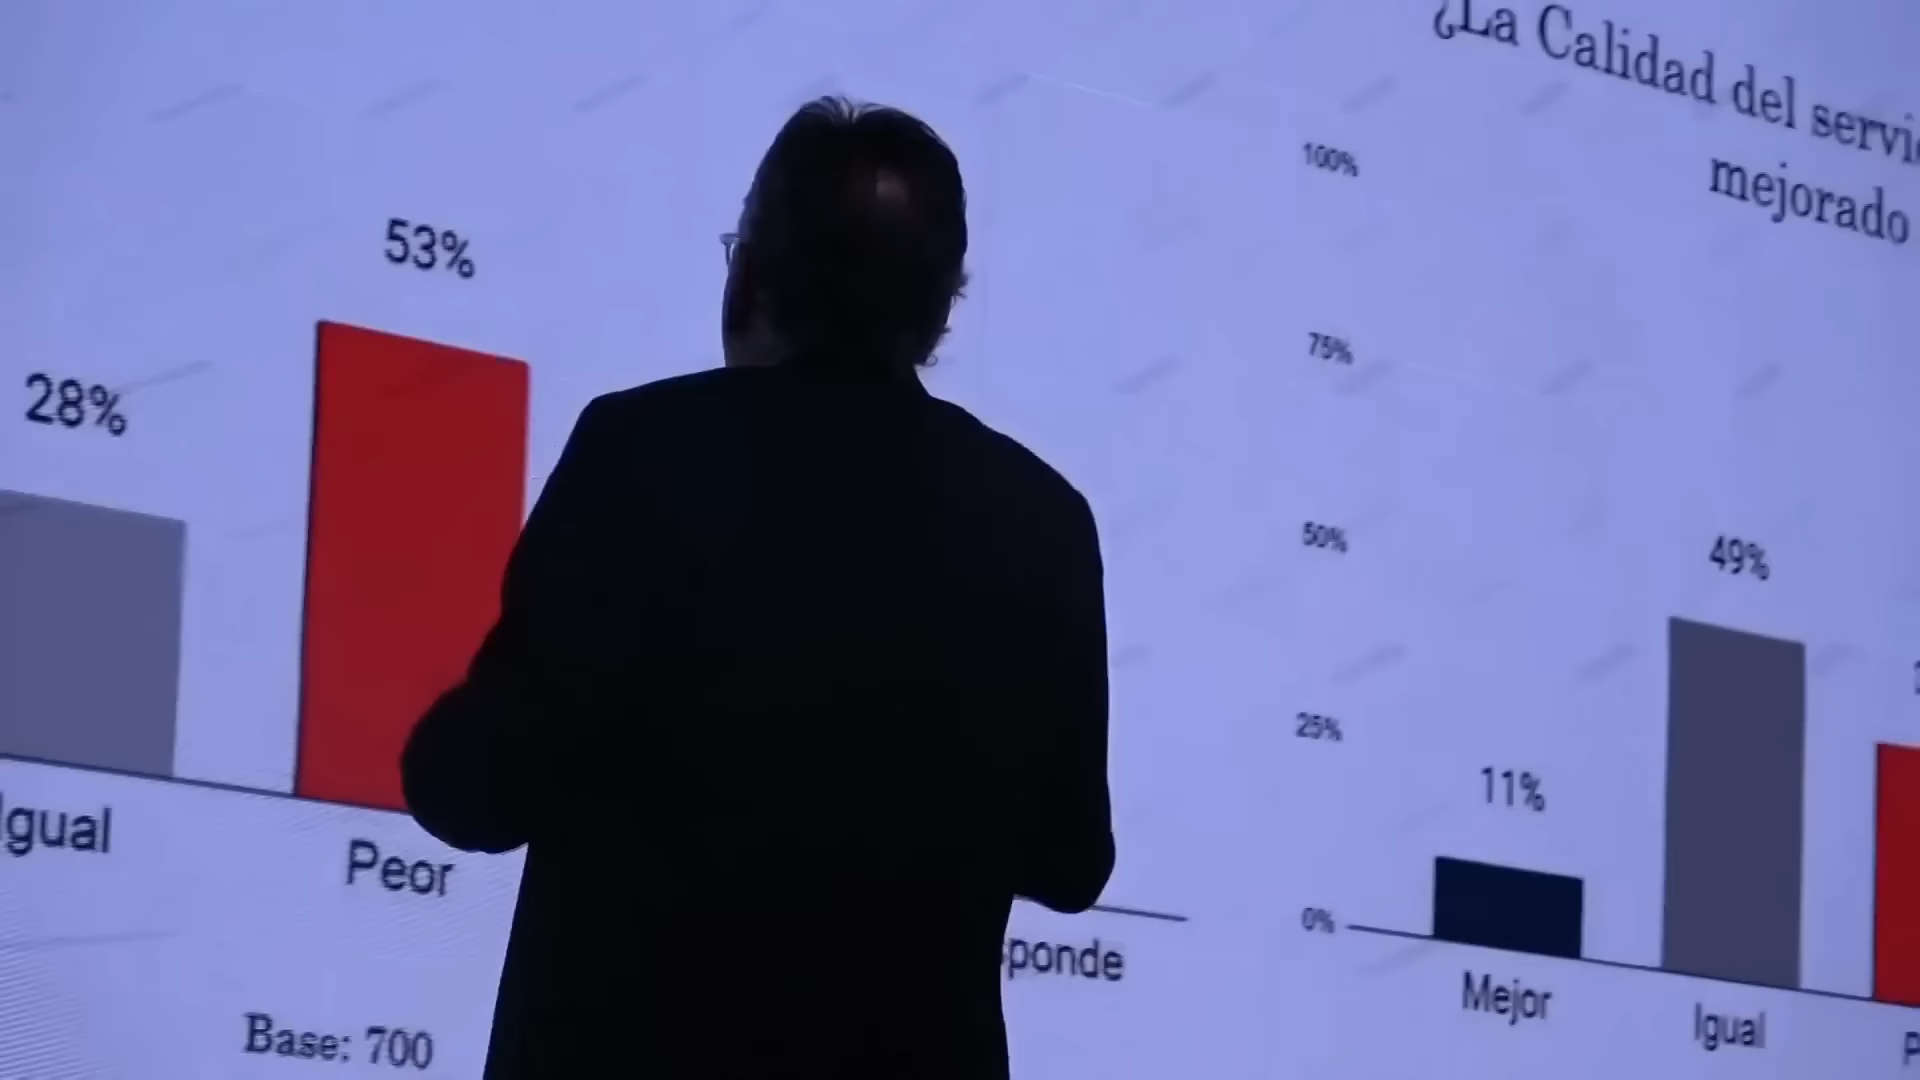 28%
53%
Igual
Peor
sponde
Base: 700
¿La Calidad del servi
mejorado
100%
75%
50%
25%
0%
11%
49%
Mejor
Igual
P